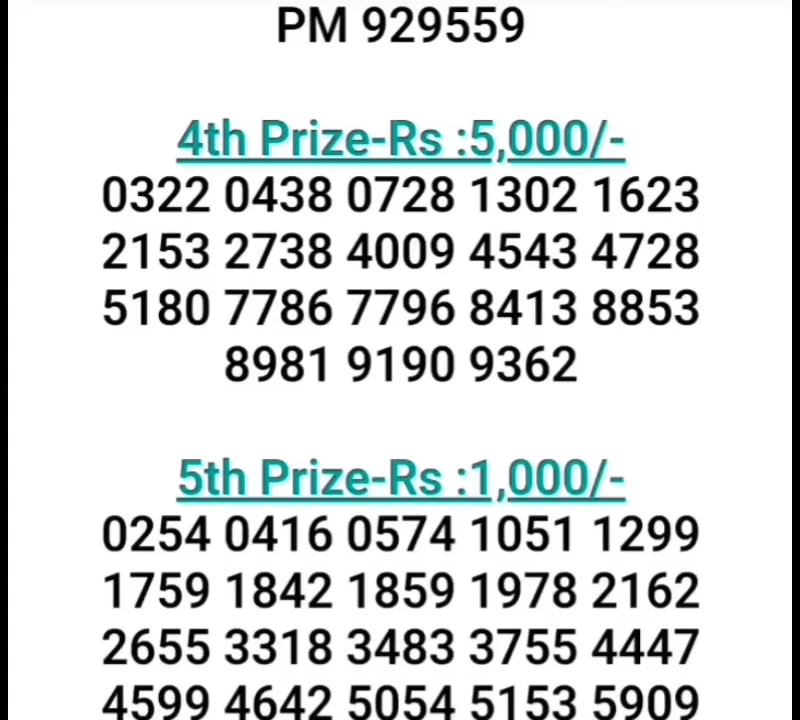 PM 929559
4th Prize-Rs :5,000/-
0322 0438 0728 1302 1623
2153 2738 4009 4543 4728
5180 7786 7796 8413 8853
8981 9190 9362
5th Prize-Rs :1,000/-
0254 0416 0574 1051 1299
1759 1842 1859 1978 2162
2655 3318 3483 3755 4447
4599 4642 5054 5153 5909